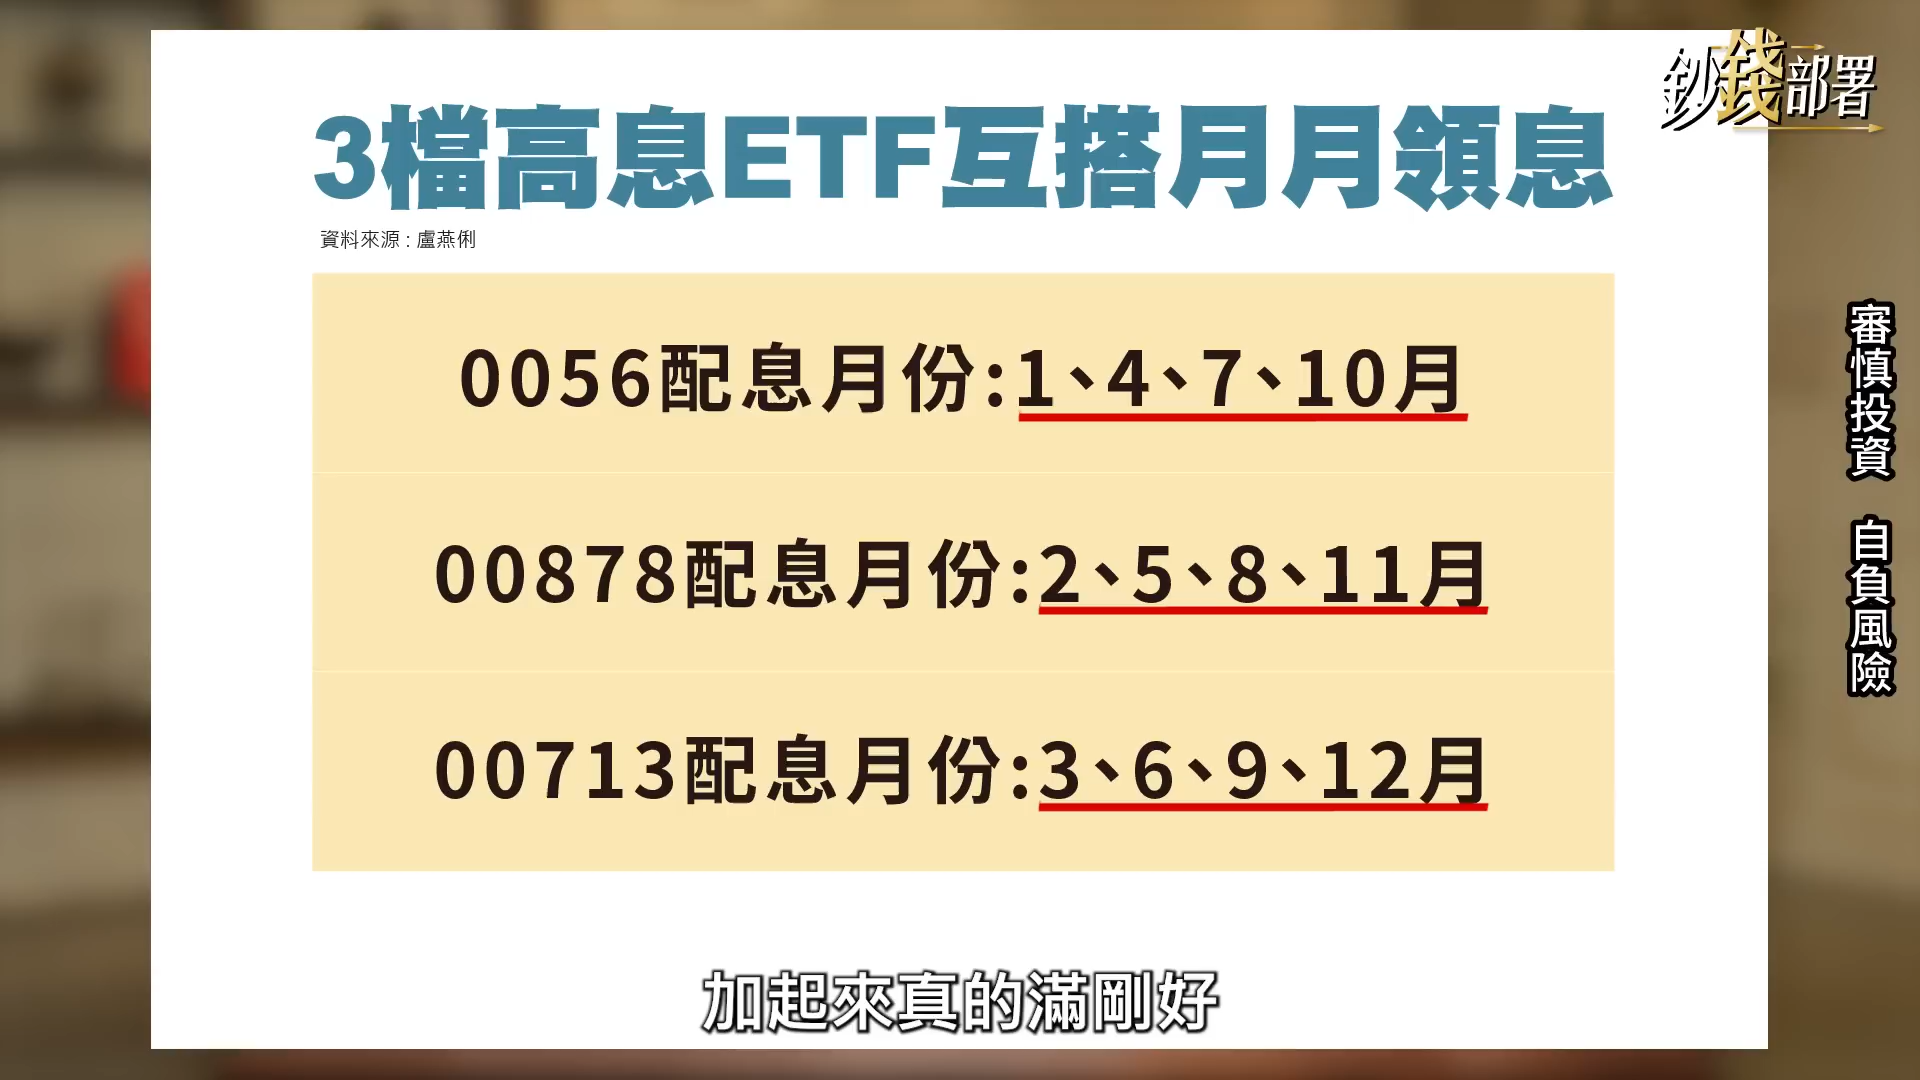 3檔高息ETF互搭月月領息
鈔錢部署
資料來源:盧燕俐
0056配息月份:1、4、7、10月
00878配息月份:2、5、8、11月
00713配息月份:3、6、9、12月
審慎投資 自負風險
加起來真的滿剛好